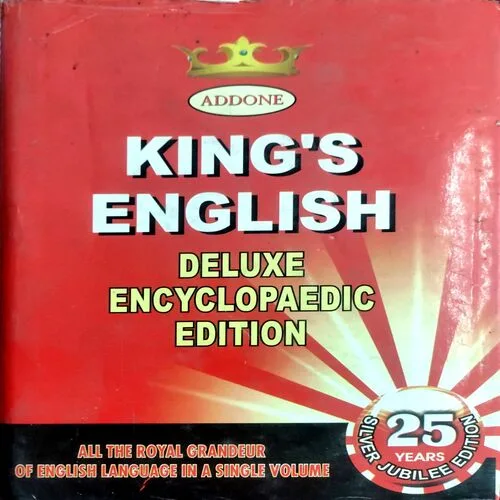 ADDONE
KING'S
ENGLISH
DELUXE
ENCYCLOPAEDIC
EDITION
ALL THE ROYAL GRANDEUR
OF ENGLISH LANGUAGE IN A SINGLE VOLUME
25
YEARS
SILVER JUBILEE EDITION